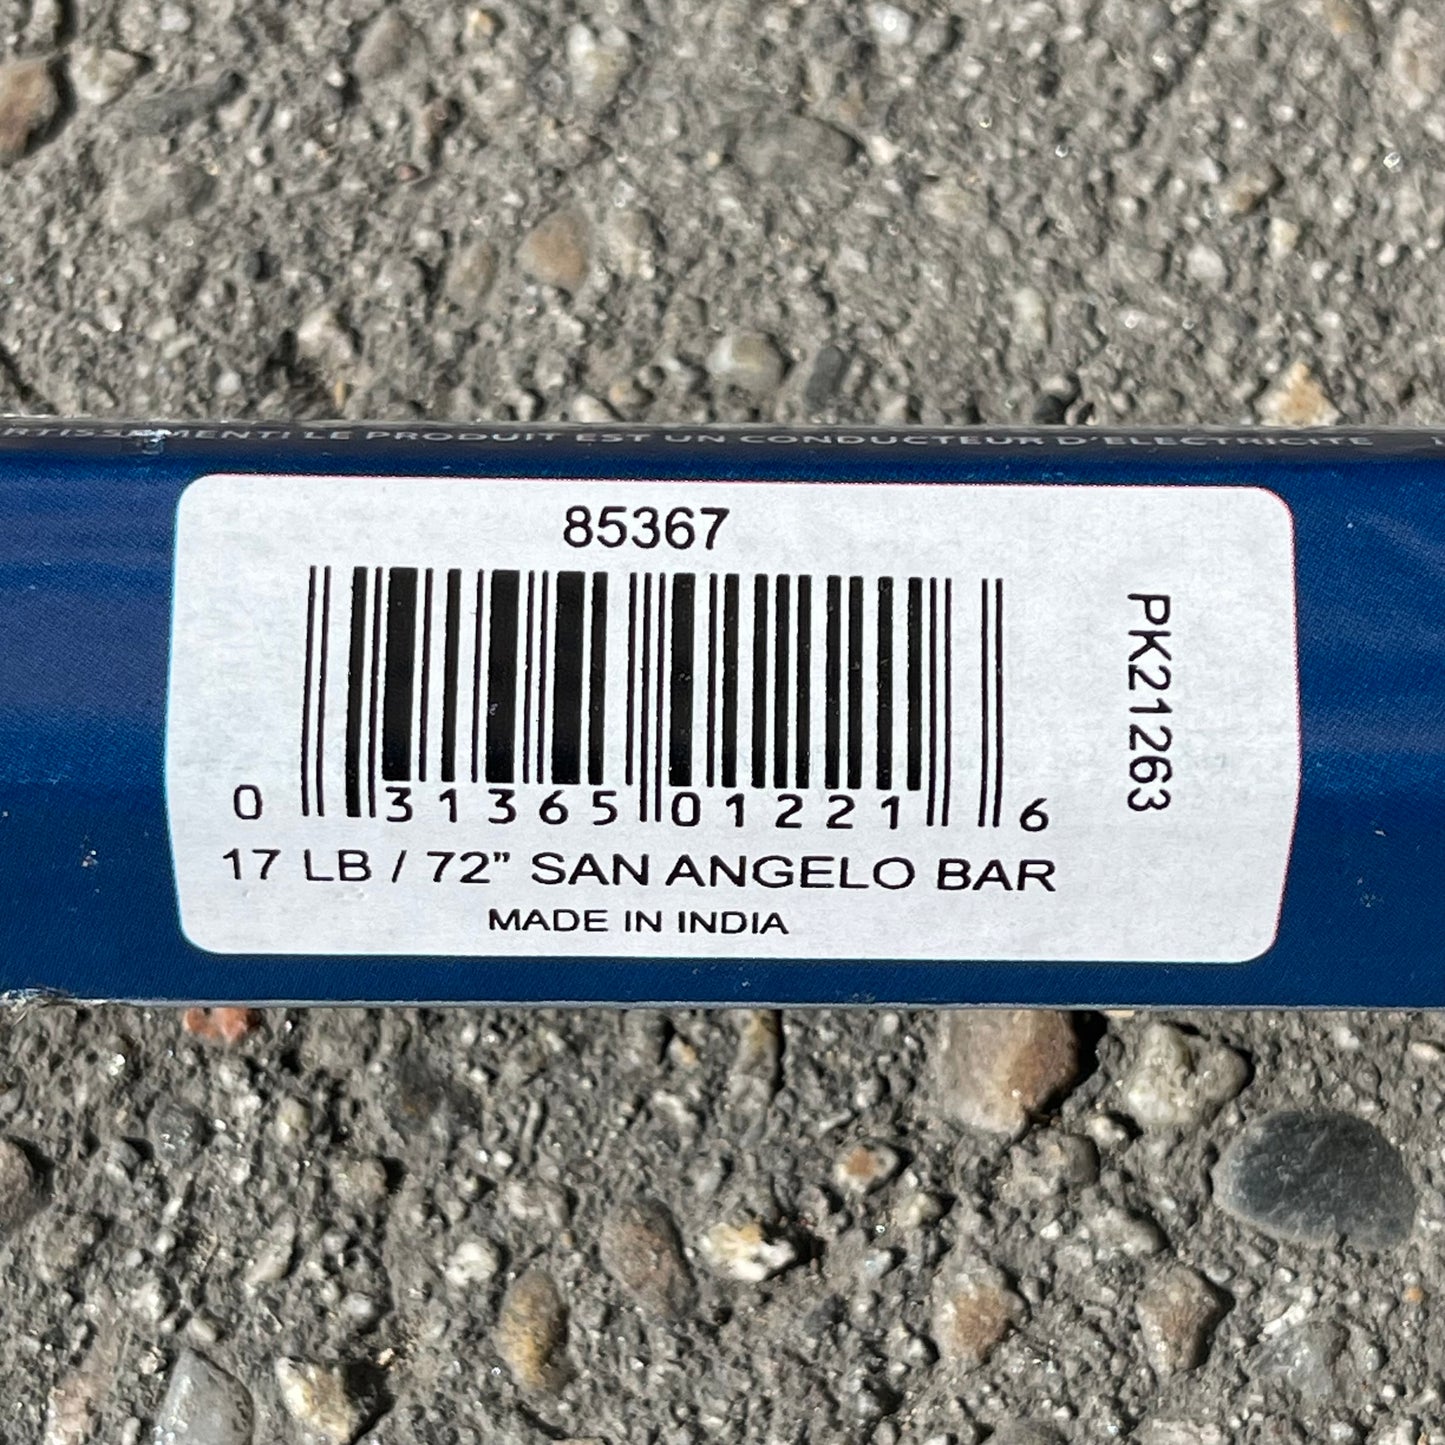 RTISSEMENT! LE PRODUIT EST UN CONDUCTEUR D'ÉLECTRICITÉ
85367
0 31365 01221 6
17 LB / 72" SAN ANGELO BAR
MADE IN INDIA
PK21263